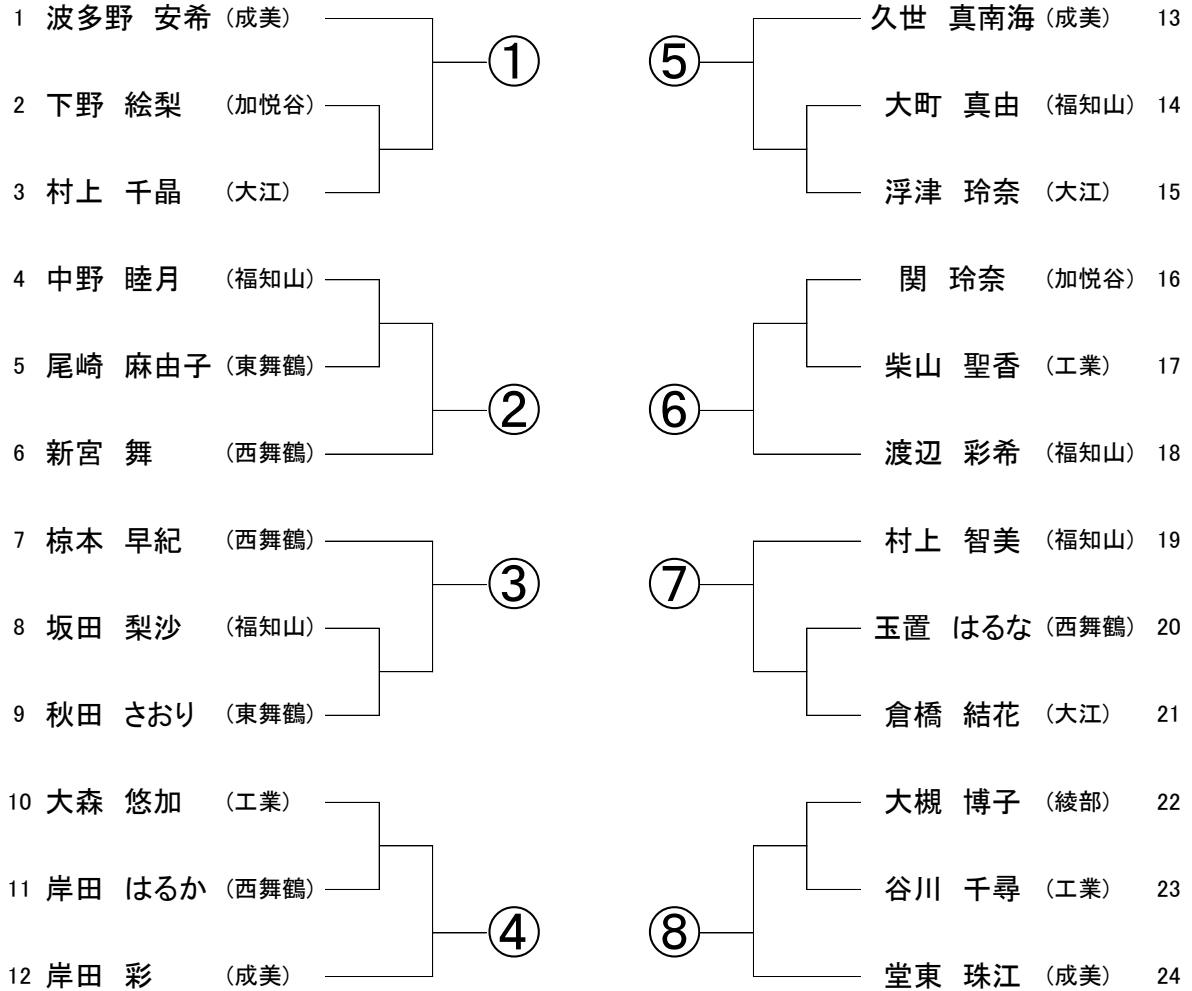 1 波多野 安希 (成美)
2 下野 絵梨 (加悦谷)
3 村上 千晶 (大江)
4 中野 睦月 (福知山)
5 尾崎 麻由子 (東舞鶴)
6 新宮 舞 (西舞鶴)
7 椋本 早紀 (西舞鶴)
8 坂田 梨沙 (福知山)
9 秋田 さおり (東舞鶴)
10 大森 悠加 (工業)
11 岸田 はるか (西舞鶴)
12 岸田 彩 (成美)
①
②
③
④
⑤
⑥
⑦
⑧
久世 真南海 (成美) 13
大町 真由 (福知山) 14
浮津 玲奈 (大江) 15
関 玲奈 (加悦谷) 16
柴山 聖香 (工業) 17
渡辺 彩希 (福知山) 18
村上 智美 (福知山) 19
玉置 はるな (西舞鶴) 20
倉橋 結花 (大江) 21
大槻 博子 (綾部) 22
谷川 千尋 (工業) 23
堂東 珠江 (成美) 24